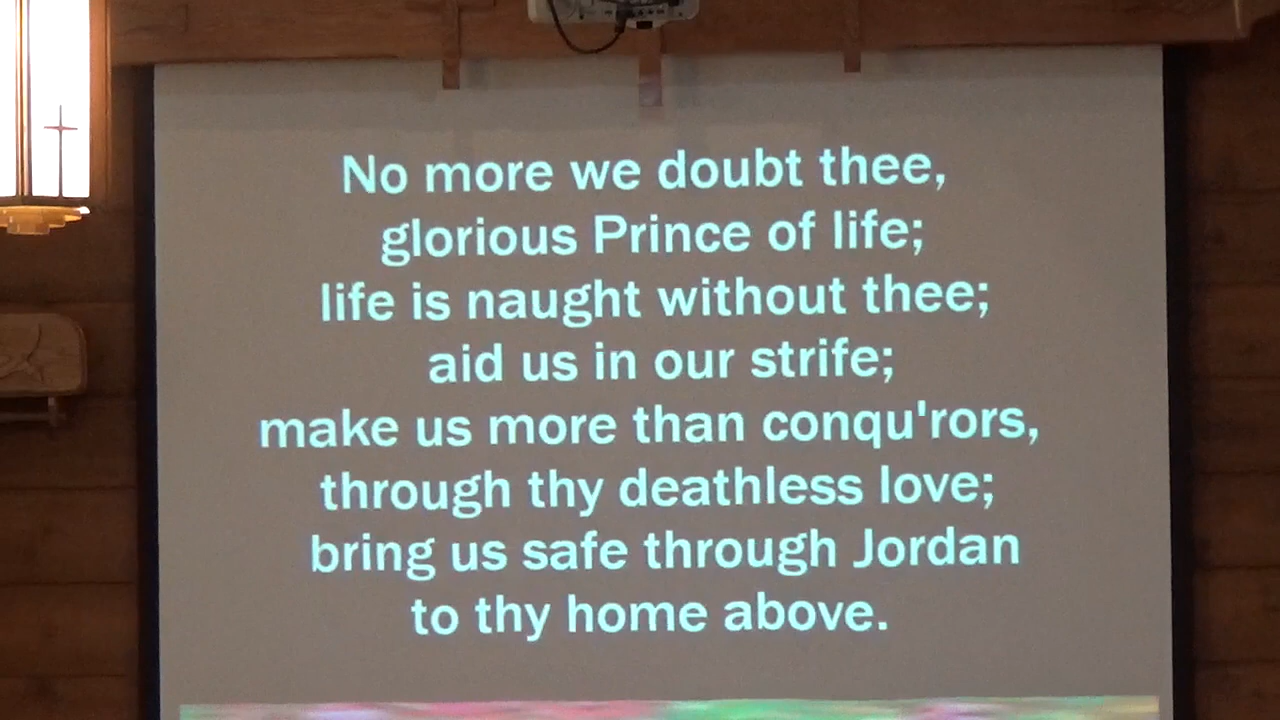 No more we doubt thee,
glorious Prince of life;
life is naught without thee;
aid us in our strife;
make us more than conqu'rors,
through thy deathless love;
bring us safe through Jordan
to thy home above.